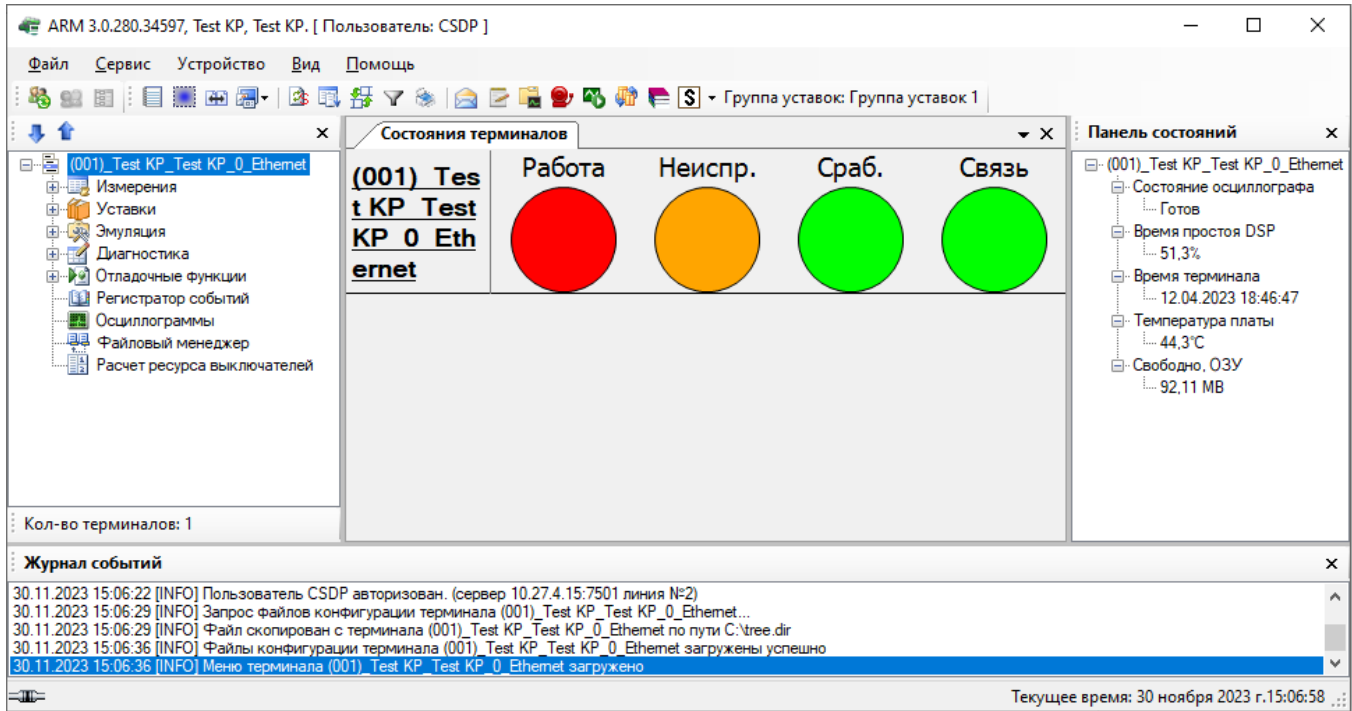 ARM 3.0.280.34597, Test KP, Test KP. [ Пользователь: CSDP ]
Файл Сервис Устройство Вид Помощь
S Группа уставок: Группа уставок 1
(001)_Test KP_Test KP_0_Ethernet
Измерения
Уставки
Эмуляция
Диагностика
Отладочные функции
Регистратор событий
Осциллограммы
Файловый менеджер
Расчет ресурса выключателей
Кол-во терминалов: 1
Состояния терминалов
(001)_Tes
t KP_Test
KP_0_Eth
ernet
Работа Неиспр. Сраб. Связь
Панель состояний
(001)_Test KP_Test KP_0_Ethernet
Состояние осциллографа
Готов
Время простоя DSP
51,3%
Время терминала
12.04.2023 18:46:47
Температура платы
44,3°C
Свободно, ОЗУ
92,11 MB
Журнал событий
30.11.2023 15:06:22 [INFO] Пользователь CSDP авторизован. (сервер 10.27.4.15:7501 линия №2)
30.11.2023 15:06:29 [INFO] Запрос файлов конфигурации терминала (001)_Test KP_Test KP_0_Ethernet...
30.11.2023 15:06:29 [INFO] Файл скопирован с терминала (001)_Test KP_Test KP_0_Ethernet по пути C:\tree.dir
30.11.2023 15:06:36 [INFO] Файлы конфигурации терминала (001)_Test KP_Test KP_0_Ethernet загружены успешно
30.11.2023 15:06:36 [INFO] Меню терминала (001)_Test KP_Test KP_0_Ethernet загружено
Текущее время: 30 ноября 2023 г.15:06:58